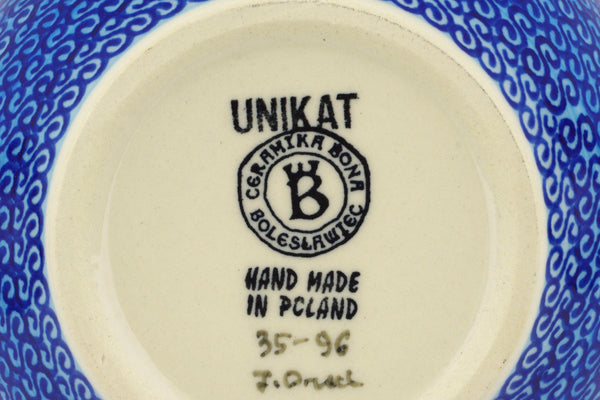 UNIKAT
CERAMIKA BONA
B
BOLESŁAWIEC
HAND MADE
IN POLAND
35-96